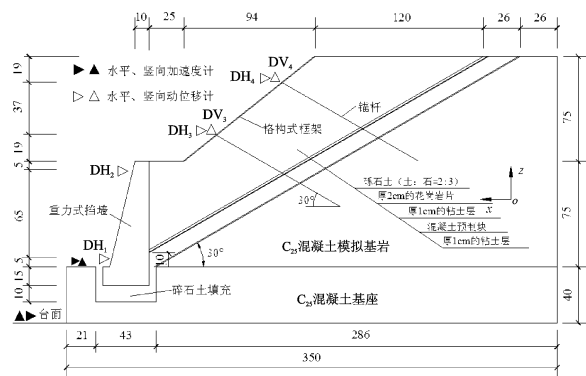 10 25 94 120 26 26
19
▶▲ 水平、竖向加速度计
▷△ 水平、竖向动位移计
DV4
DH4
37
锚杆
DV3
格构式框架
DH3
75
19
5
DH2
砾石土（土：石=2:3）
厚2cm的花岗岩片
厚1cm的粘土层
混凝土预制块
厚1cm的粘土层
z
x
o
30°
重力式挡墙
65
75
DH1
10
30°
C25混凝土模拟基岩
5
15
10
碎石土填充
C25混凝土基座
40
▲▶台面
21 43 286
350